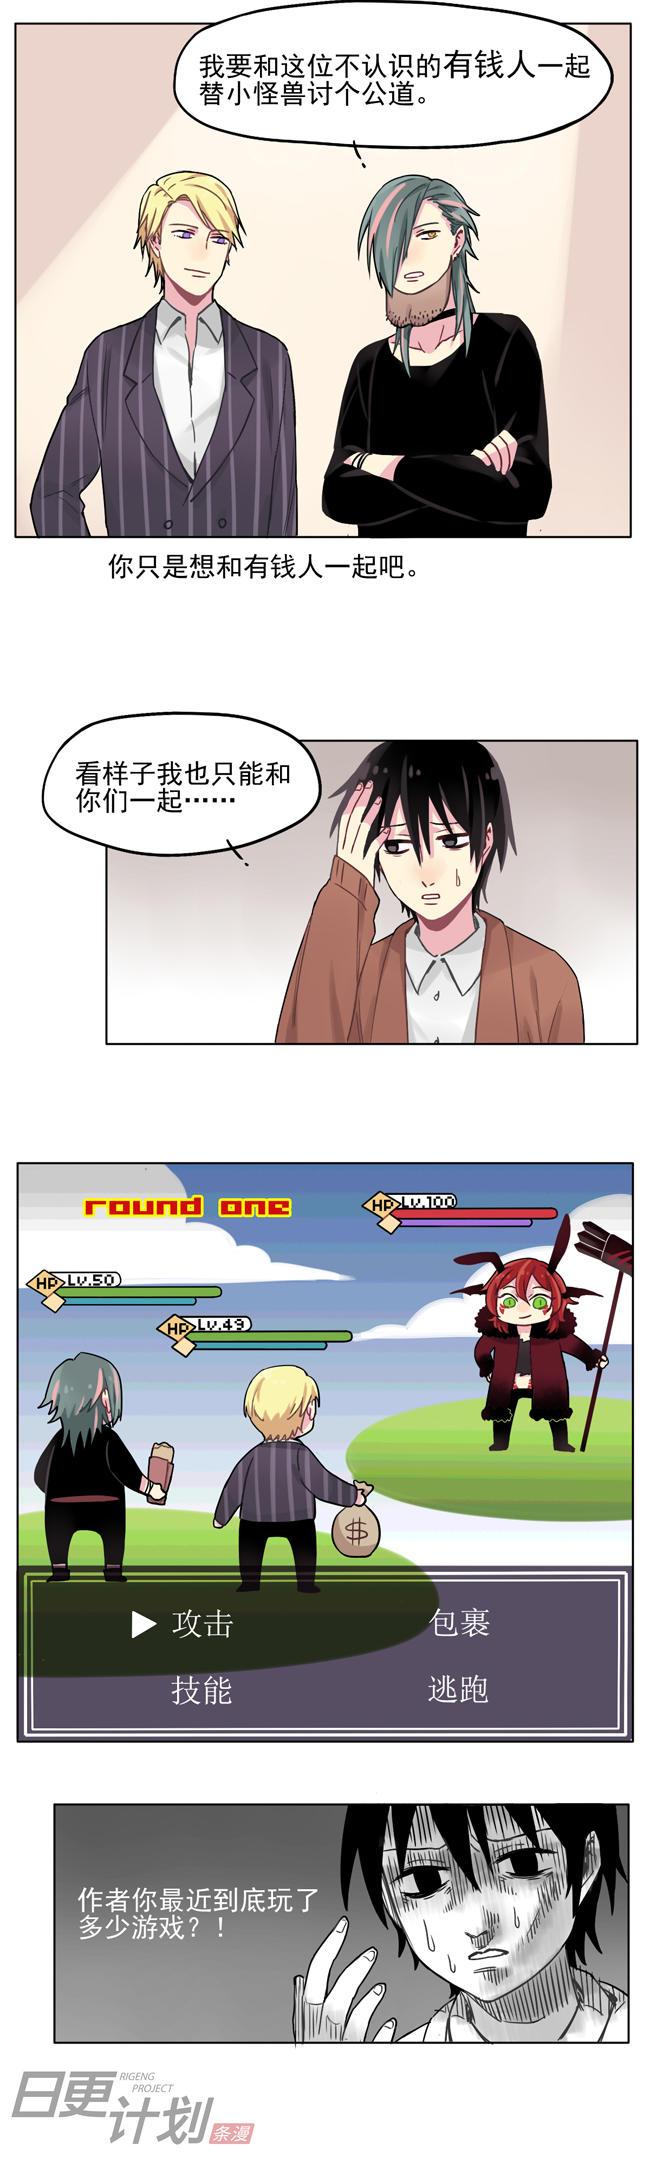 我要和这位不认识的有钱人一起
替小怪兽讨个公道。
你只是想和有钱人一起吧。
看样子我也只能和
你们一起······
round one
HP Lv.100
HP Lv.50
HP Lv.49
$
攻击 包裹
技能 逃跑
作者你最近到底玩了
多少游戏？！
日更计划
RIGENG
PROJECT
条漫